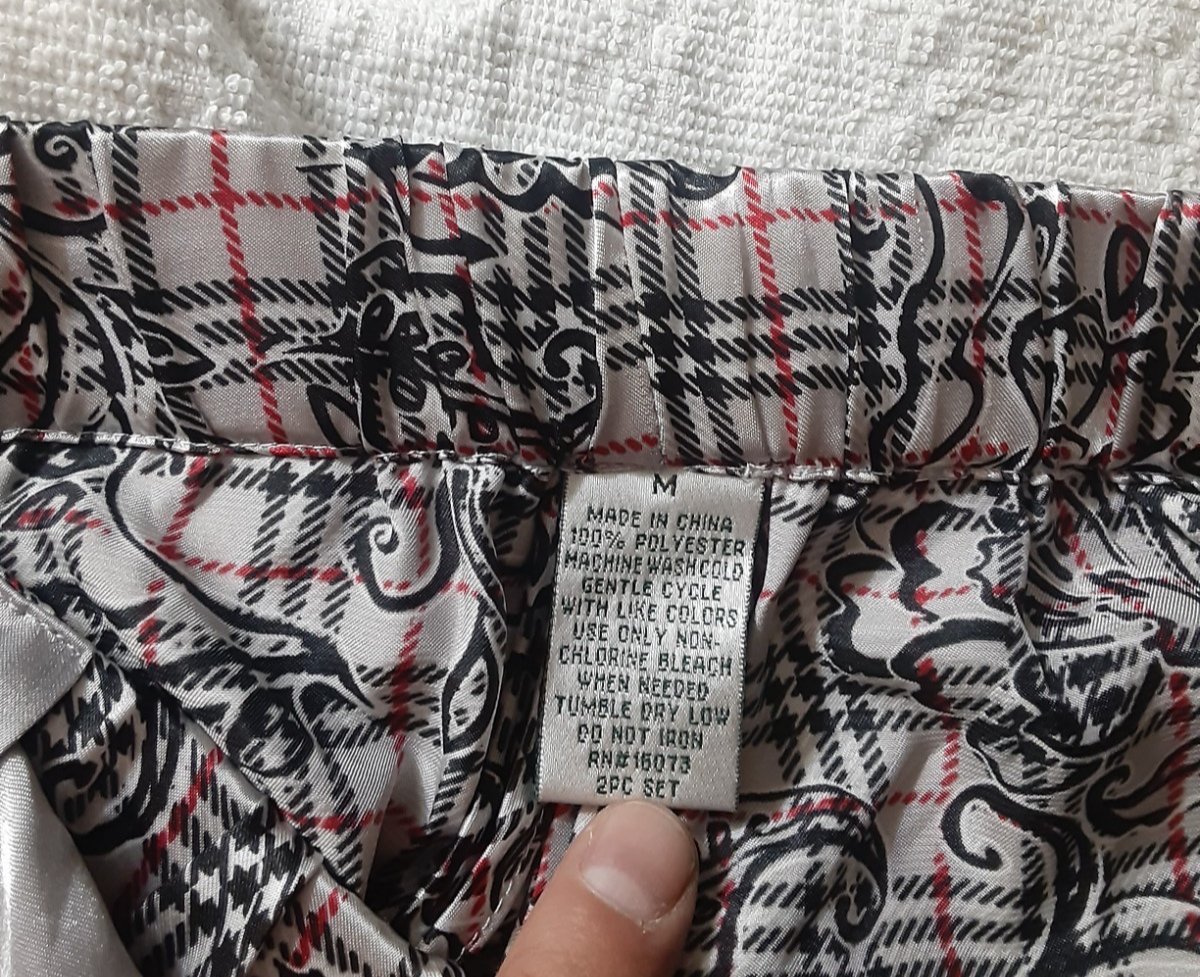 M
MADE IN CHINA
100% POLYESTER
MACHINE WASH COLD
GENTLE CYCLE
WITH LIKE COLORS
USE ONLY NON-
CHLORINE BLEACH
WHEN NEEDED
TUMBLE DRY LOW
DO NOT IRON
RN#16073
2PC SET